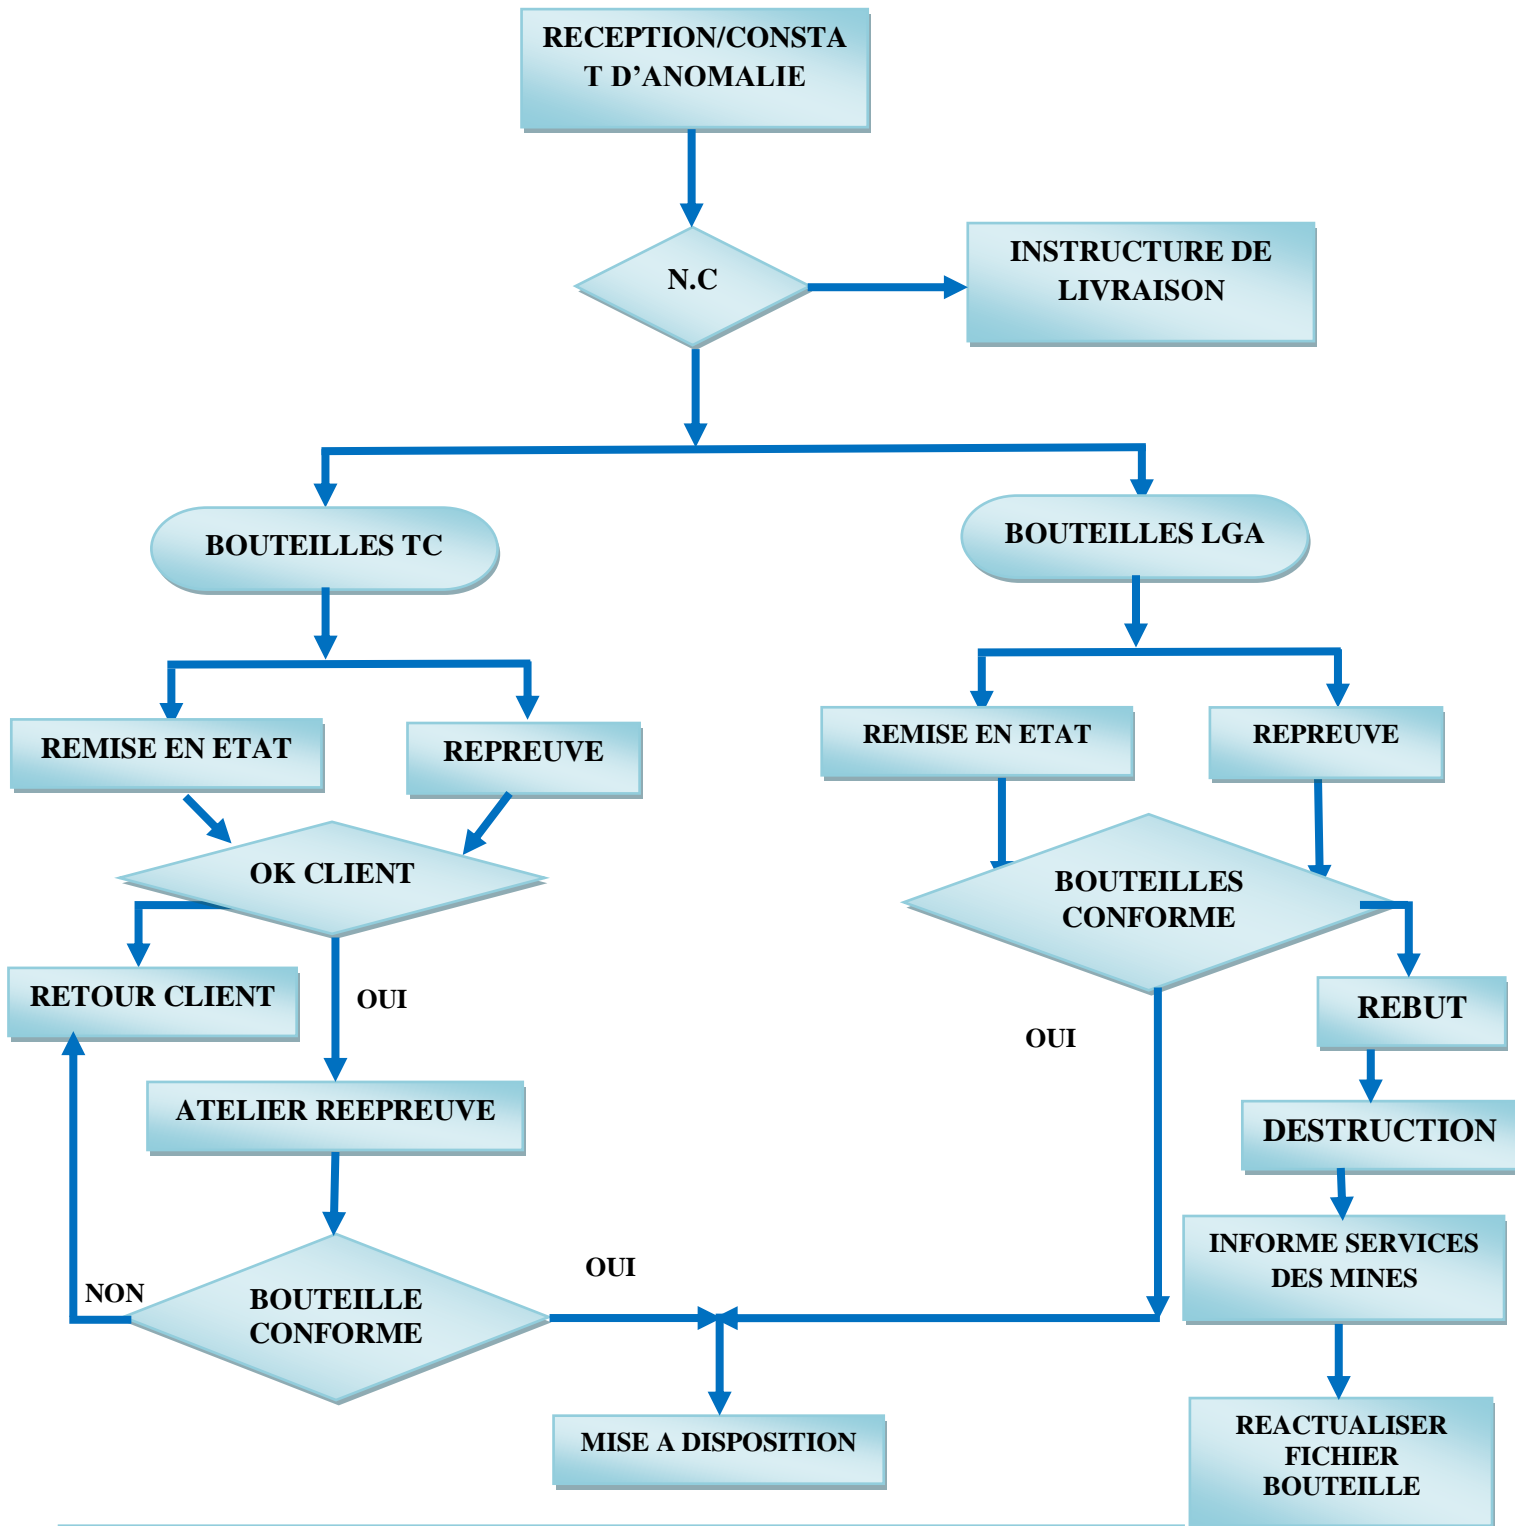 RECEPTION/CONSTA
T D’ANOMALIE
N.C
INSTRUCTURE DE
LIVRAISON
BOUTEILLES TC
BOUTEILLES LGA
REMISE EN ETAT
REPREUVE
REMISE EN ETAT
REPREUVE
OK CLIENT
BOUTEILLES
CONFORME
RETOUR CLIENT
OUI
REBUT
OUI
ATELIER REEPREUVE
DESTRUCTION
INFORME SERVICES
DES MINES
OUI
NON
BOUTEILLE
CONFORME
MISE A DISPOSITION
REACTUALISER
FICHIER
BOUTEILLE